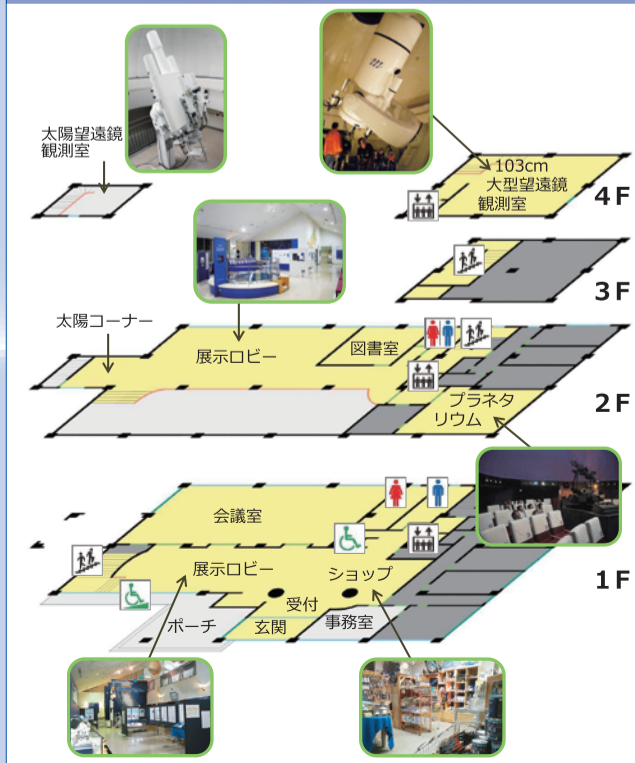 太陽望遠鏡
観測室
103cm
大型望遠鏡
観測室
4F
3F
太陽コーナー
展示ロビー
図書室
プラネタ
リウム
2F
会議室
展示ロビー
ショップ
1F
受付
ポーチ
玄関
事務室